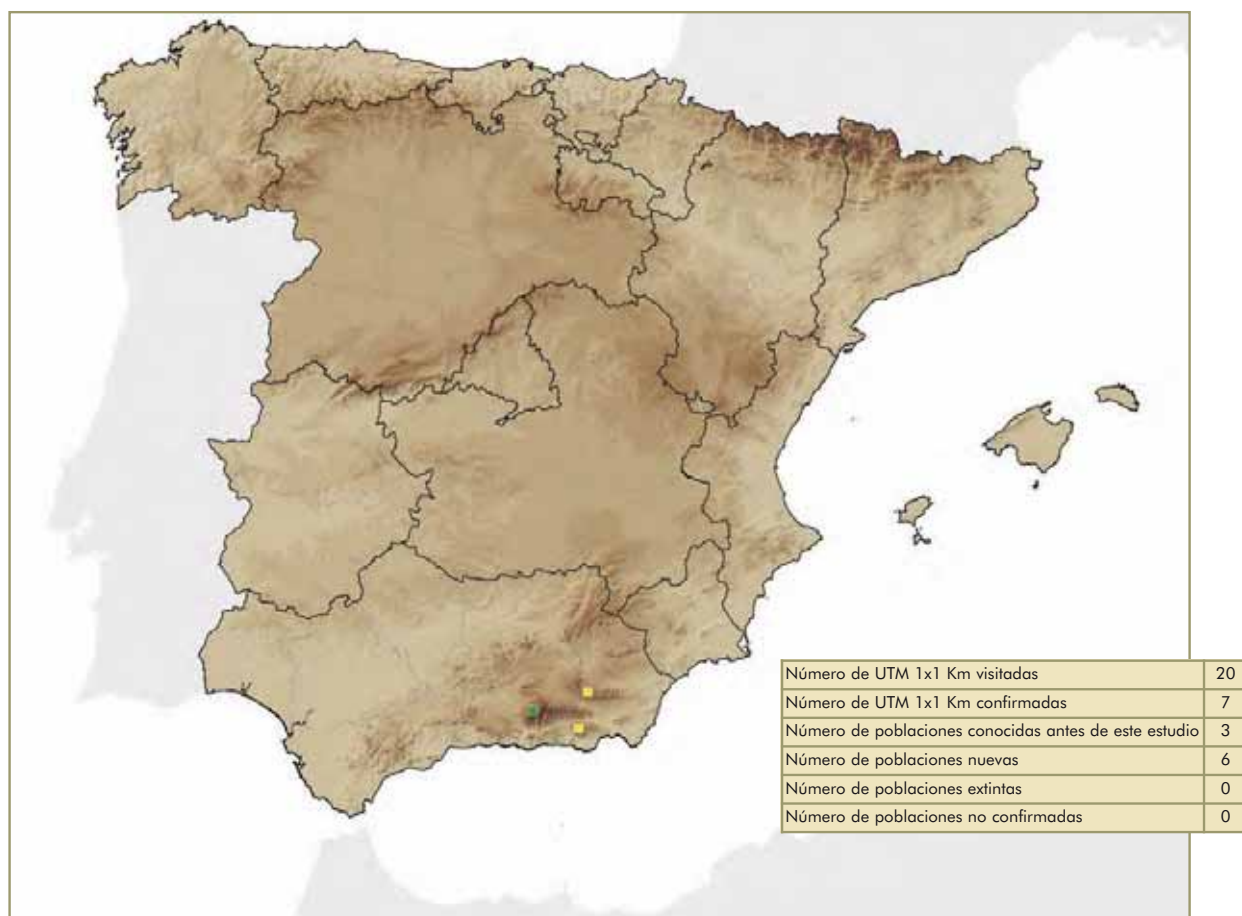 Número de UTM 1x1 Km visitadas 20
Número de UTM 1x1 Km confirmadas 7
Número de poblaciones conocidas antes de este estudio 3
Número de poblaciones nuevas 6
Número de poblaciones extintas 0
Número de poblaciones no confirmadas 0